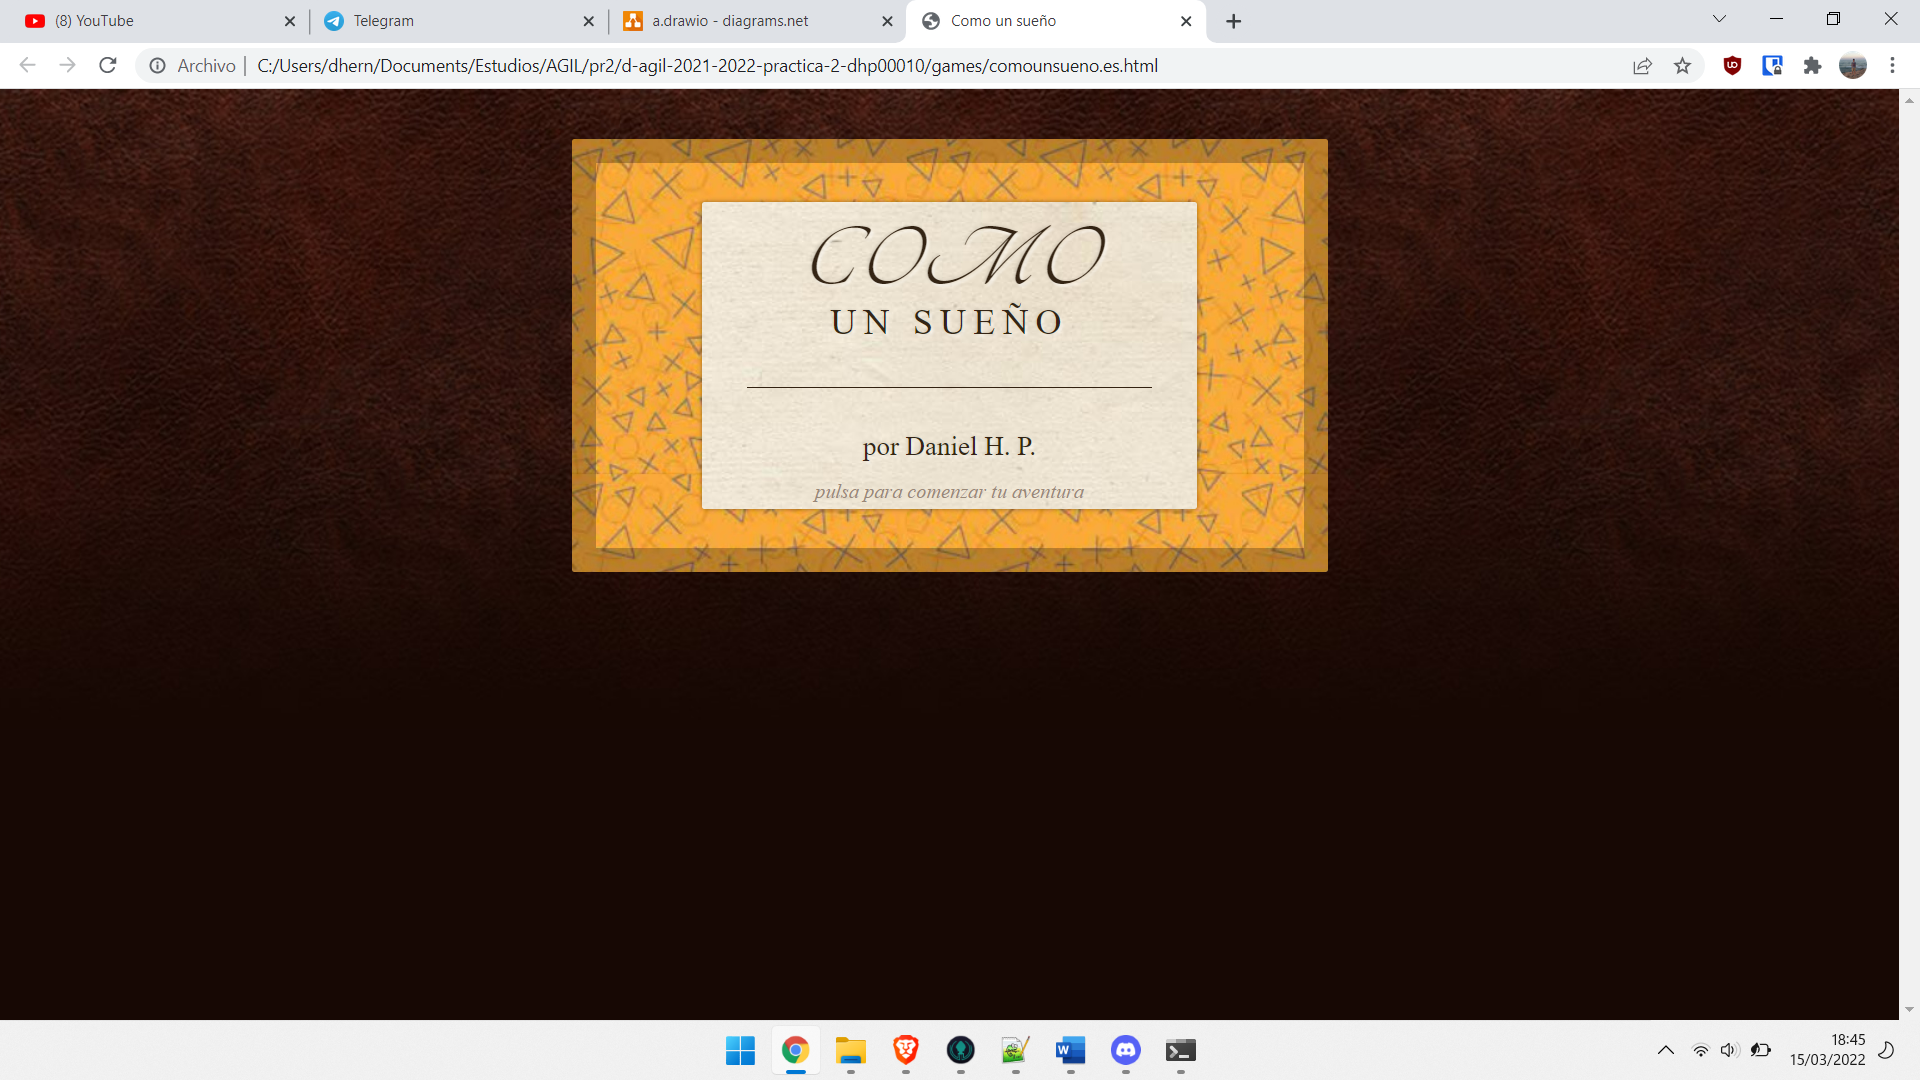 (8) YouTube
Telegram
a.drawio - diagrams.net
Como un sueño
Archivo
C:/Users/dhern/Documents/Estudios/AGIL/pr2/d-agil-2021-2022-practica-2-dhp00010/games/comounsueno.es.html
COMO
UN SUEÑO
por Daniel H. P.
pulsa para comenzar tu aventura
18:45
15/03/2022